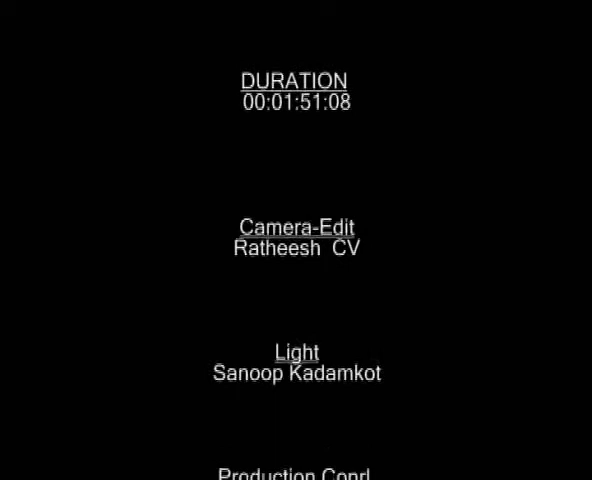 DURATION
00:01:51:08
Camera-Edit
Ratheesh CV
Light
Sanoop Kadamkot
Production Conrl